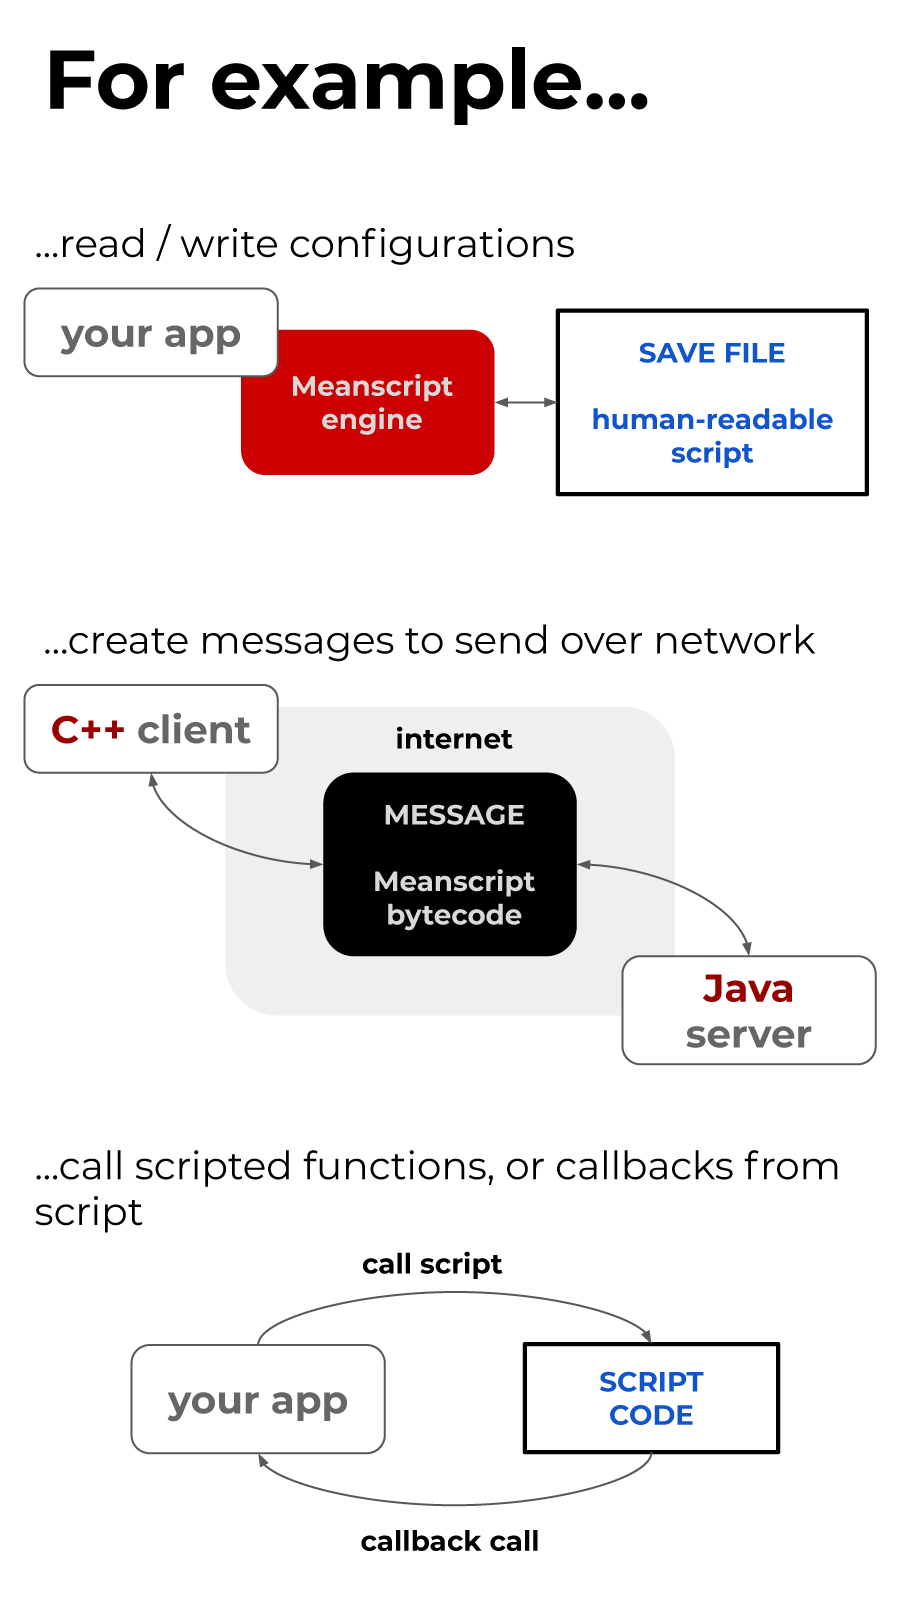 For example...
...read / write configurations
your app
Meanscript
engine
SAVE FILE
human-readable
script
...create messages to send over network
C++ client
internet
MESSAGE
Meanscript
bytecode
Java
server
...call scripted functions, or callbacks from
script
call script
your app
SCRIPT
CODE
callback call